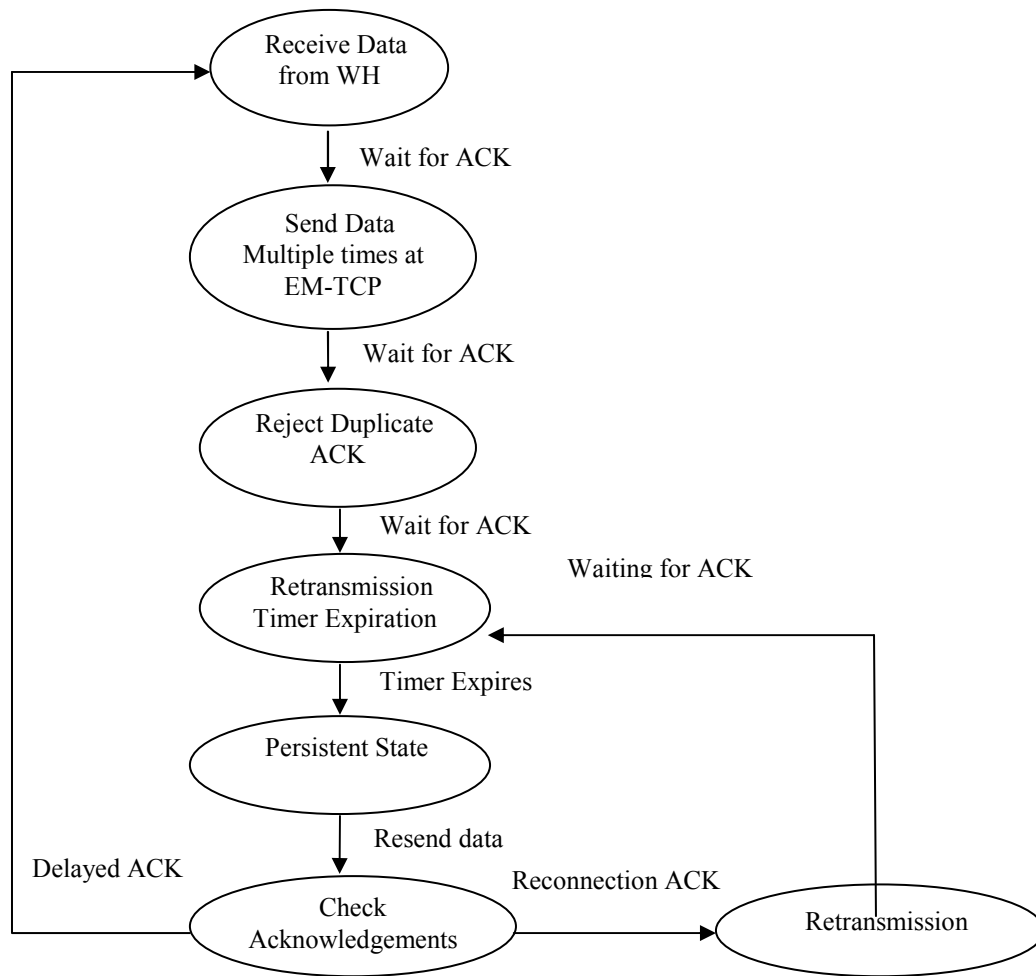 Receive Data
from WH
Wait for ACK
Send Data
Multiple times at
EM-TCP
Wait for ACK
Reject Duplicate
ACK
Wait for ACK
Waiting for ACK
Retransmission
Timer Expiration
Timer Expires
Persistent State
Resend data
Delayed ACK
Reconnection ACK
Check
Acknowledgements
Retransmission